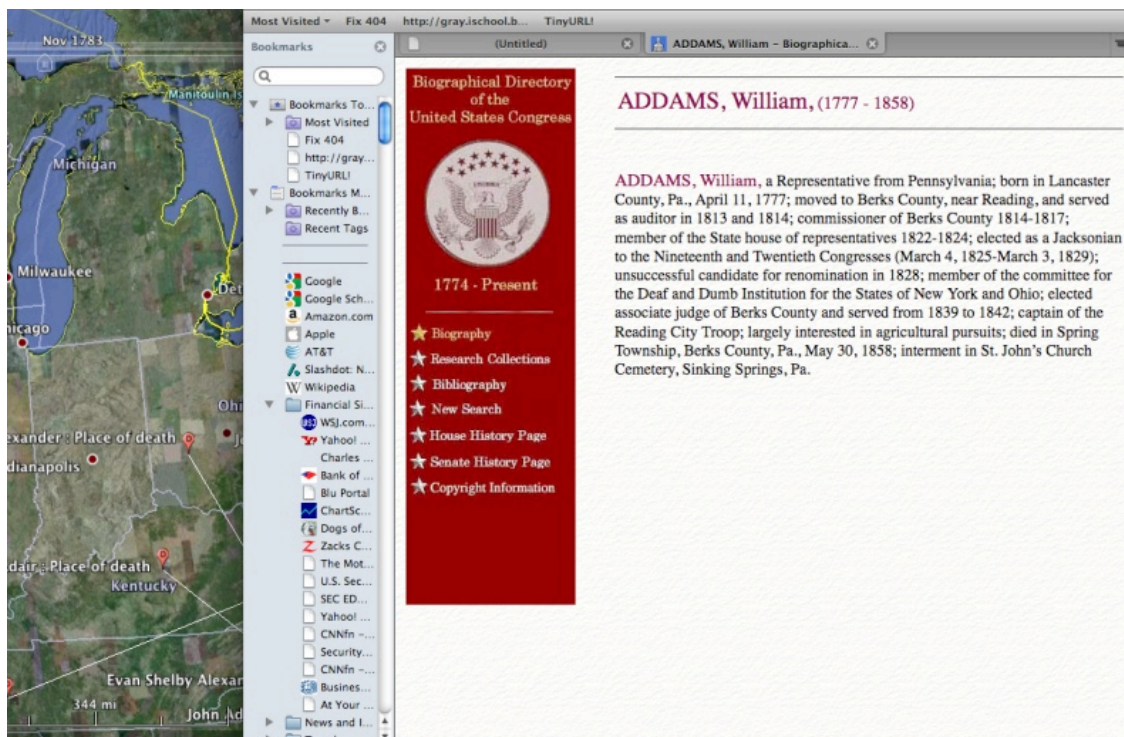 Most Visited Fix 404 http://gray.ischool.b... TinyURL!
Nov 1783
Manitoulin Is
Michigan
Milwaukee
Det
icago
Ohi
exander : Place of death
dianapolis
dair : Place of death
Kentucky
Evan Shelby Alexar
344 mi
John Ad
Bookmarks
Bookmarks To...
Most Visited
Fix 404
http://gray...
TinyURL!
Bookmarks M...
Recently B...
Recent Tags
Google
Google Sch...
Amazon.com
Apple
AT&T
Slashdot: N...
Wikipedia
Financial Si...
WSJ.com...
Yahoo! ...
Charles ...
Bank of ...
Blu Portal
ChartSc...
Dogs of...
Zacks C...
The Mot...
U.S. Sec...
SEC ED...
Yahoo! ...
CNNfn -...
Security...
CNNfn -...
Busines...
At Your ...
News and I...
(Untitled)
ADDAMS, William - Biographica...
Biographical Directory
of the
United States Congress
1774 - Present
Biography
Research Collections
Bibliography
New Search
House History Page
Senate History Page
Copyright Information
ADDAMS, William, (1777 - 1858)
ADDAMS, William, a Representative from Pennsylvania; born in Lancaster
County, Pa., April 11, 1777; moved to Berks County, near Reading, and served
as auditor in 1813 and 1814; commissioner of Berks County 1814-1817;
member of the State house of representatives 1822-1824; elected as a Jacksonian
to the Nineteenth and Twentieth Congresses (March 4, 1825-March 3, 1829);
unsuccessful candidate for renomination in 1828; member of the committee for
the Deaf and Dumb Institution for the States of New York and Ohio; elected
associate judge of Berks County and served from 1839 to 1842; captain of the
Reading City Troop; largely interested in agricultural pursuits; died in Spring
Township, Berks County, Pa., May 30, 1858; interment in St. John's Church
Cemetery, Sinking Springs, Pa.